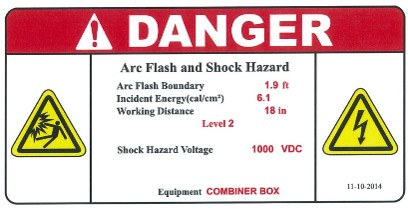 DANGER
Arc Flash and Shock Hazard
Arc Flash Boundary 1.9 ft
Incident Energy(cal/cm²) 6.1
Working Distance 18 in
Level 2
Shock Hazard Voltage 1000 VDC
Equipment COMBINER BOX
11-10-2014